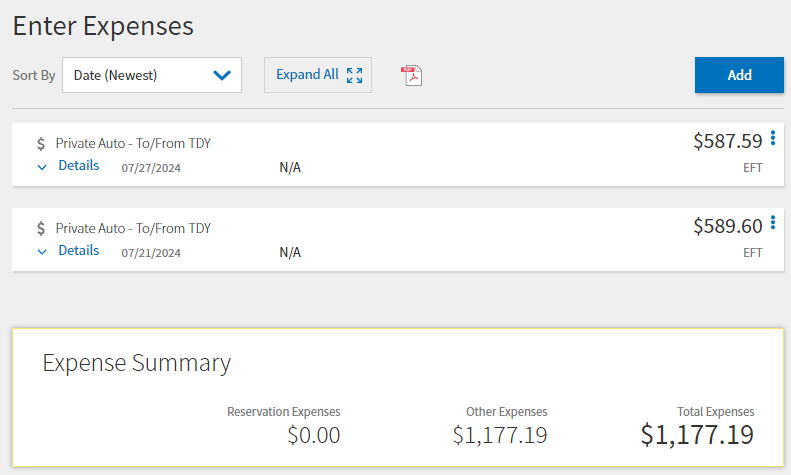 Enter Expenses
Sort By Date (Newest) Expand All PDF Add
$ Private Auto - To/From TDY $587.59
Details 07/27/2024 N/A EFT
$ Private Auto - To/From TDY $589.60
Details 07/21/2024 N/A EFT
Expense Summary
Reservation Expenses Other Expenses Total Expenses
$0.00 $1,177.19 $1,177.19